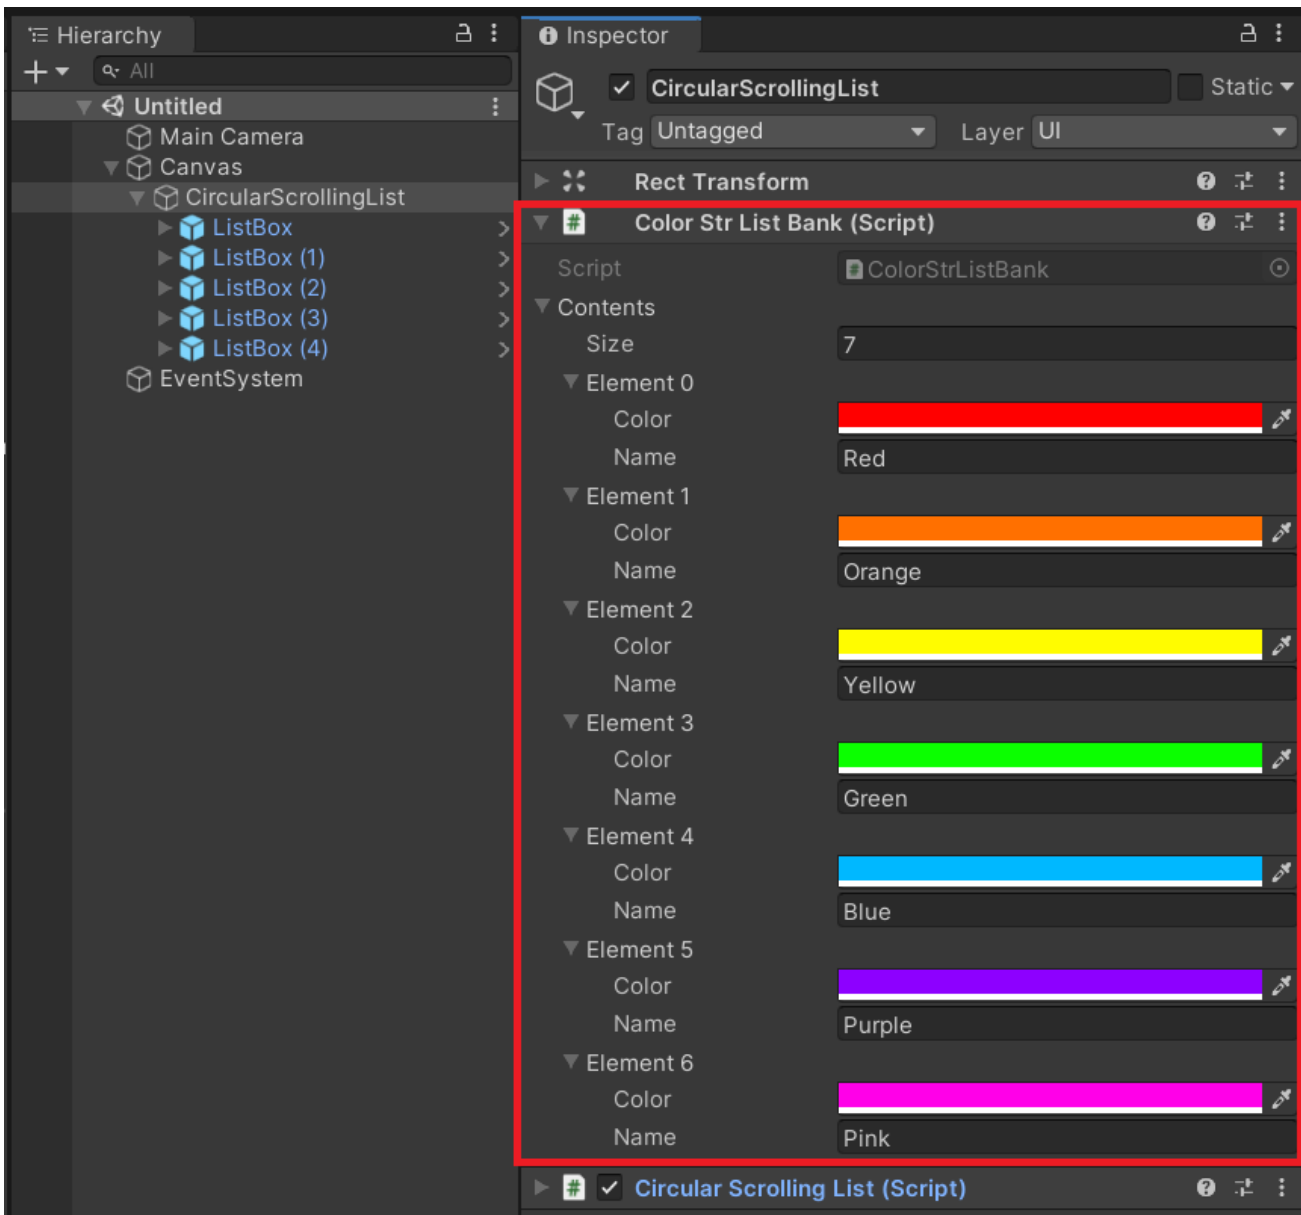 Hierarchy
All
Untitled
Main Camera
Canvas
CircularScrollingList
ListBox
ListBox (1)
ListBox (2)
ListBox (3)
ListBox (4)
EventSystem
Inspector
CircularScrollingList
Static
Tag Untagged Layer UI
Rect Transform
Color Str List Bank (Script)
Script ColorStrListBank
Contents
Size 7
Element 0
Color
Name Red
Element 1
Color
Name Orange
Element 2
Color
Name Yellow
Element 3
Color
Name Green
Element 4
Color
Name Blue
Element 5
Color
Name Purple
Element 6
Color
Name Pink
# Circular Scrolling List (Script)